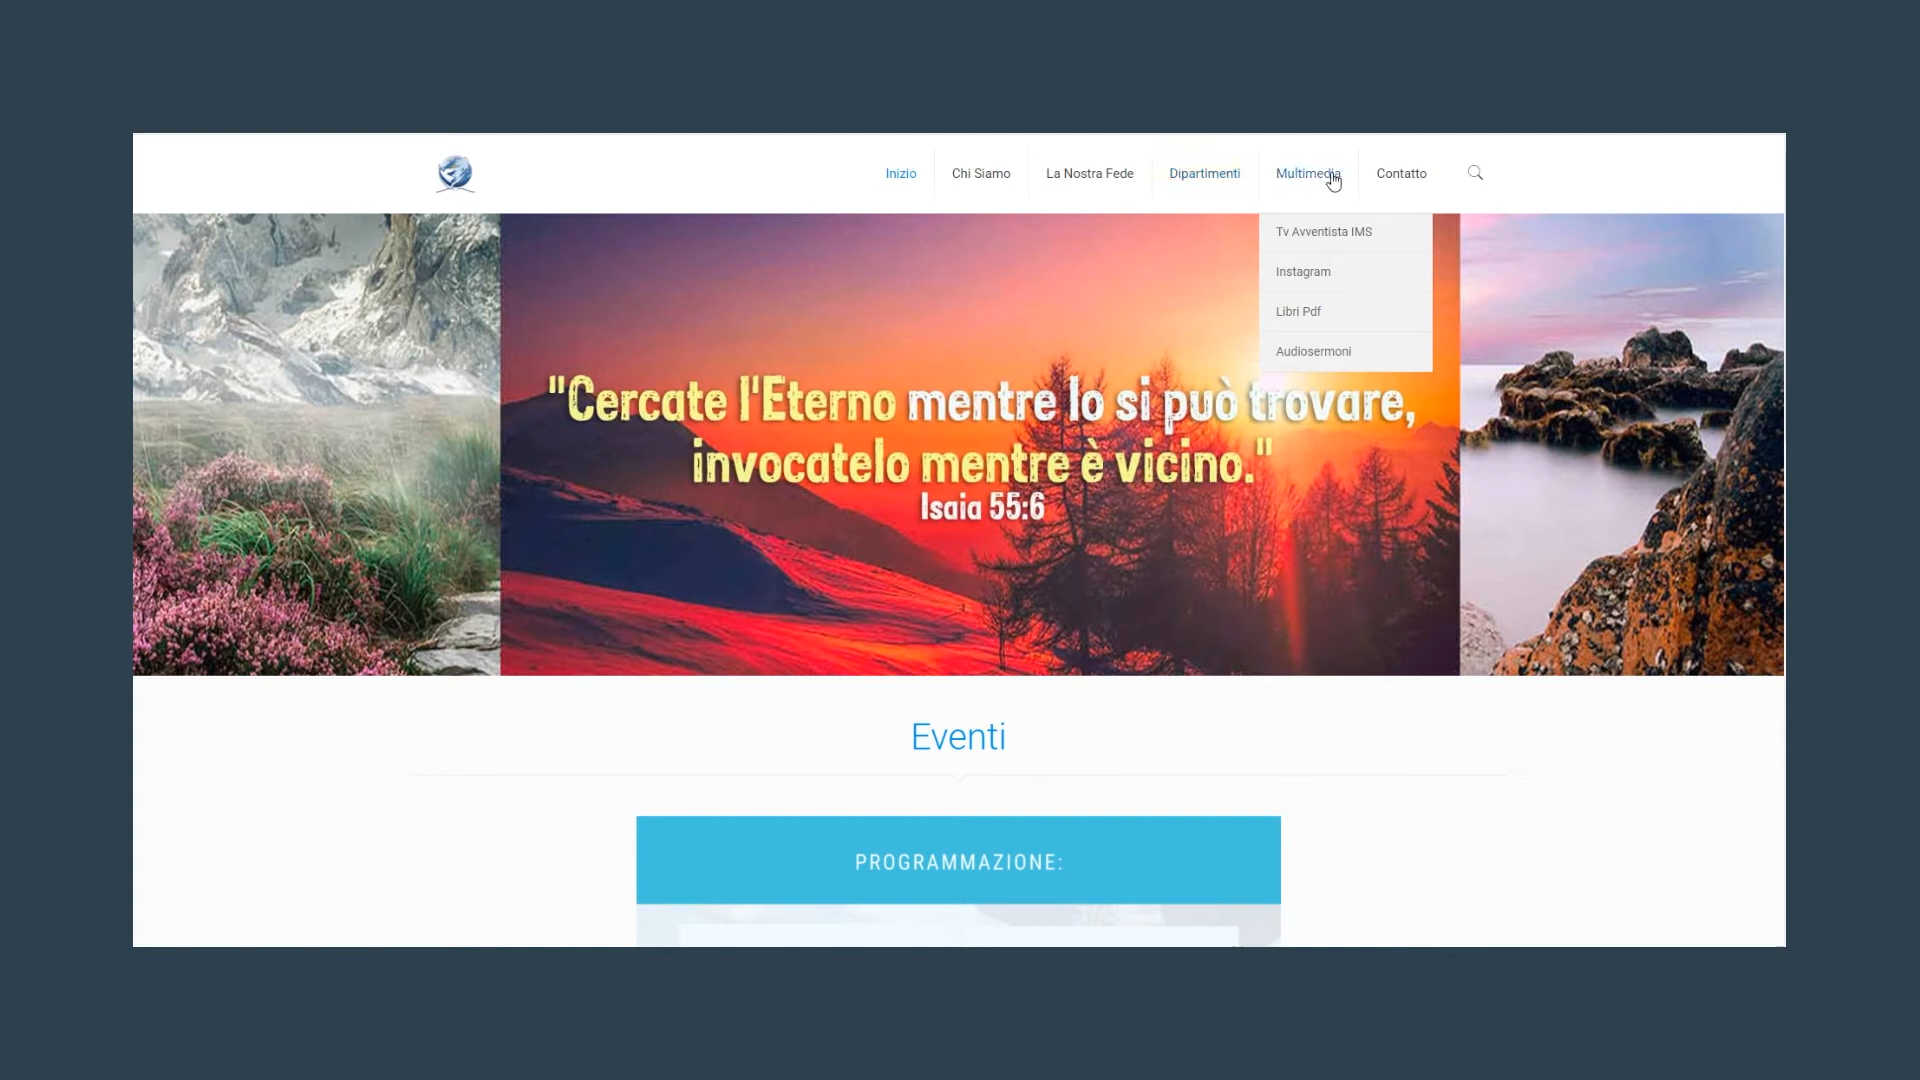 Inizio
Chi Siamo
La Nostra Fede
Dipartimenti
Multimedia
Contatto
Tv Avventista IMS
Instagram
Libri Pdf
Audiosermoni
"Cercate l'Eterno mentre lo si può trovare,
invocatelo mentre è vicino."
Isaia 55:6
Eventi
PROGRAMMAZIONE: